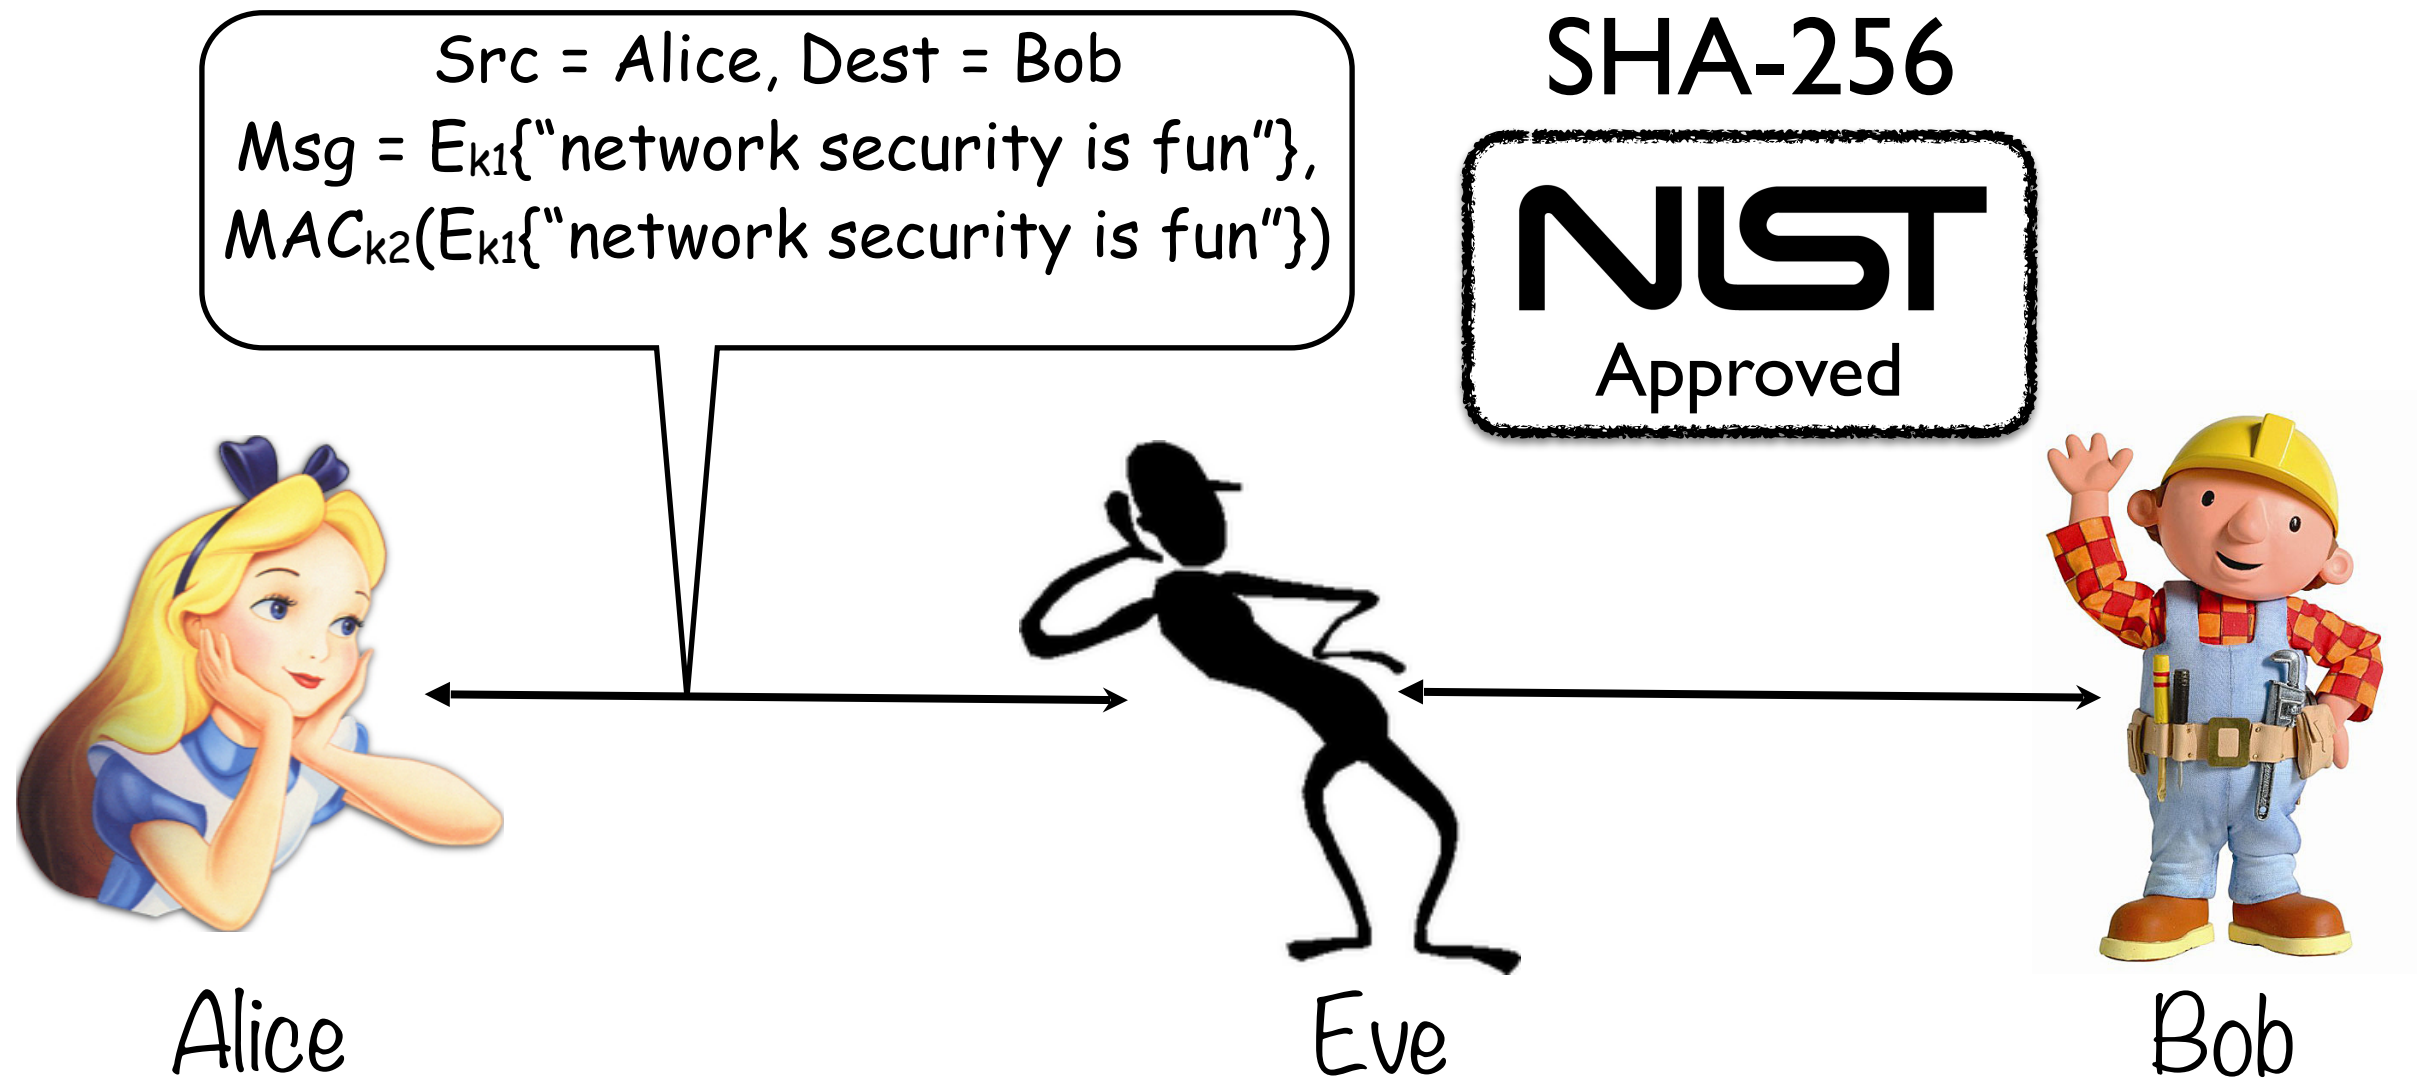 Src = Alice, Dest = Bob
Msg = Ek1{“network security is fun”},
MACk2(Ek1{“network security is fun”})
SHA-256
NIST
Approved
Alice
Eve
Bob